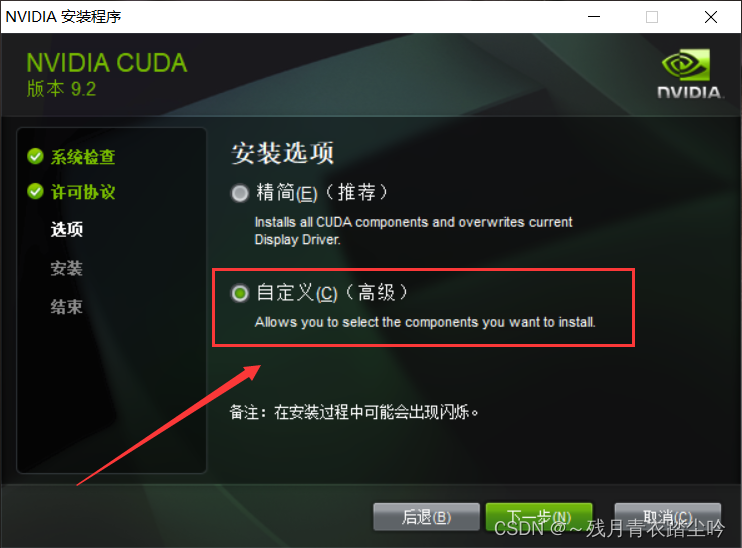 NVIDIA 安装程序
NVIDIA CUDA
版本 9.2
NVIDIA.
系统检查
许可协议
选项
安装
结束
安装选项
精简(E)（推荐）
Installs all CUDA components and overwrites current
Display Driver.
自定义(C)（高级）
Allows you to select the components you want to install.
备注：在安装过程中可能会出现闪烁。
后退(B)
下一步(N)
取消(C)
CSDN @～残月青衣踏尘吟